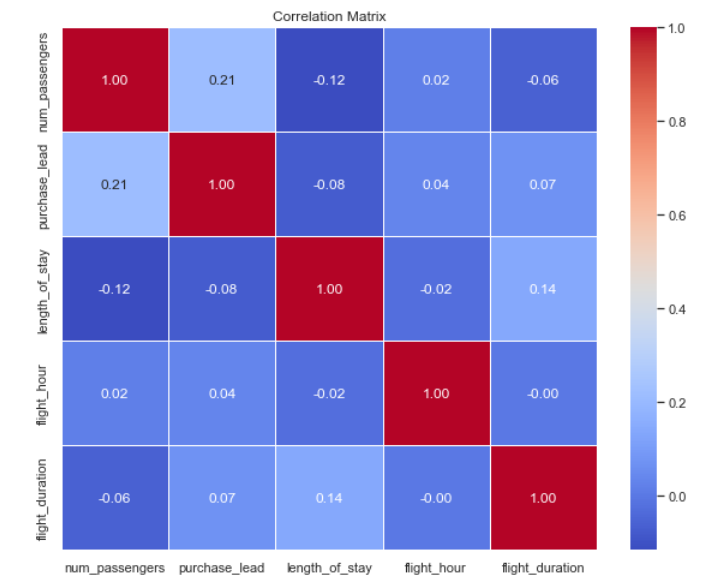 Correlation Matrix
num_passengers 1.00 0.21 -0.12 0.02 -0.06
purchase_lead 0.21 1.00 -0.08 0.04 0.07
length_of_stay -0.12 -0.08 1.00 -0.02 0.14
flight_hour 0.02 0.04 -0.02 1.00 -0.00
flight_duration -0.06 0.07 0.14 -0.00 1.00
num_passengers purchase_lead length_of_stay flight_hour flight_duration
1.0
0.8
0.6
0.4
0.2
0.0